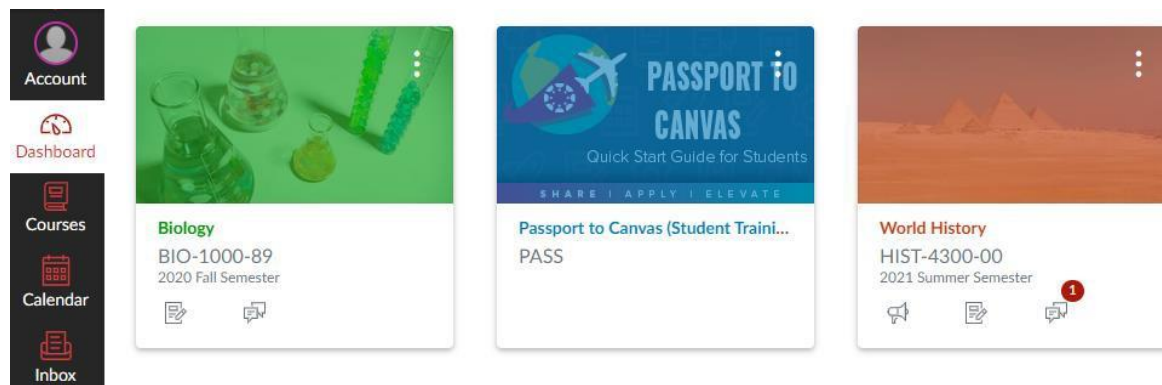 Account
Dashboard
Courses
Calendar
Inbox
PASSPORT TO
CANVAS
Quick Start Guide for Students
SHARE | APPLY | ELEVATE
Biology
BIO-1000-89
2020 Fall Semester
Passport to Canvas (Student Traini...
PASS
World History
HIST-4300-00
2021 Summer Semester
1